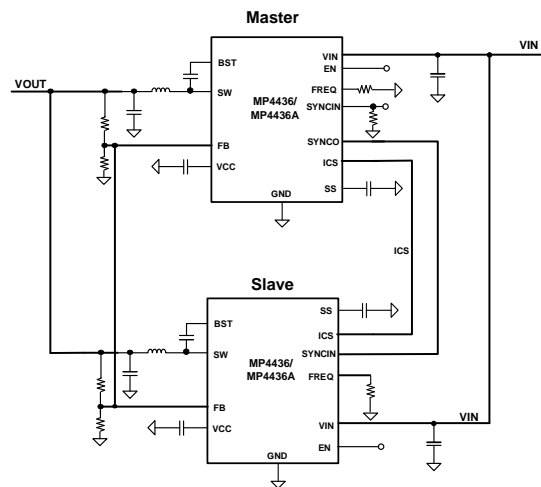 Master
VIN
VIN
BST
EN
VOUT
FREQ
SW
MP4436/
MP4436A
SYNCIN
SYNCO
FB
ICS
VCC
SS
GND
ICS
Slave
SS
BST
ICS
SW
SYNCIN
MP4436/
MP4436A
FREQ
FB
VIN
VIN
VCC
EN
GND